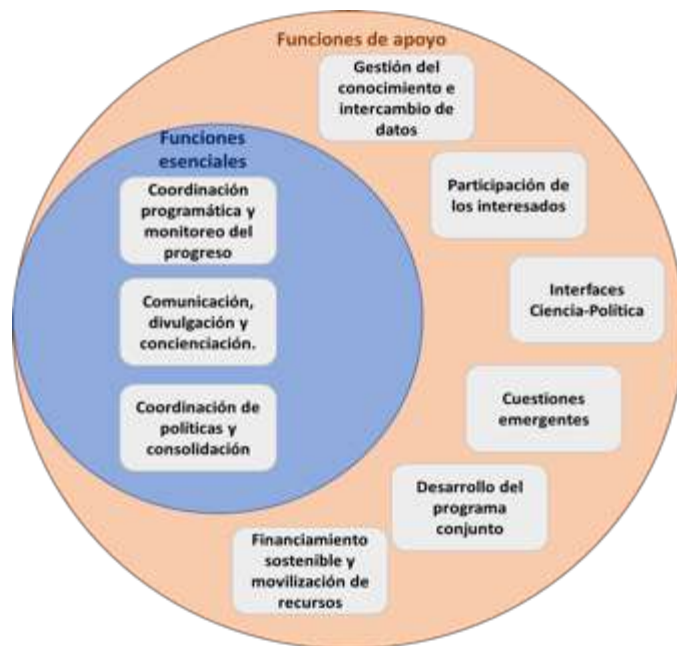 Funciones de apoyo
Gestión del
conocimiento e
intercambio de
datos
Funciones
esenciales
Coordinación
programática y
monitoreo del
progreso
Comunicación,
divulgación y
concienciación.
Coordinación de
políticas y
consolidación
Participación de
los interesados
Interfaces
Ciencia-Política
Cuestiones
emergentes
Desarrollo del
programa
conjunto
Financiamiento
sostenible y
movilización de
recursos